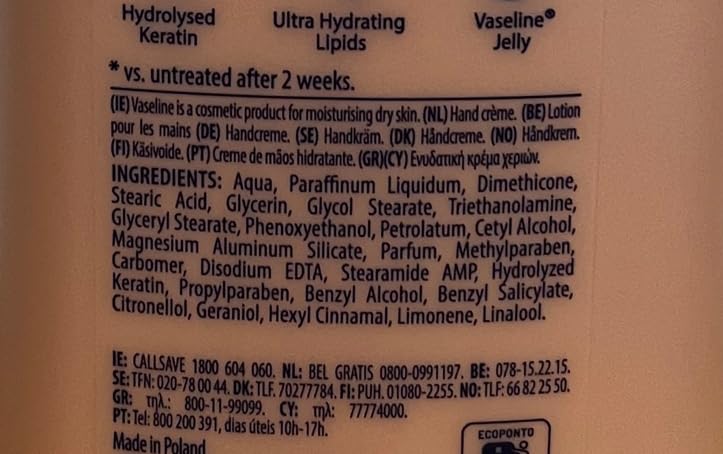 Hydrolysed
Keratin
Ultra Hydrating
Lipids
Vaseline®
Jelly
* vs. untreated after 2 weeks.
(IE) Vaseline is a cosmetic product for moisturising dry skin. (NL) Hand crème. (BE) Lotion
pour les mains (DE) Handcreme. (SE) Handkräm. (DK) Håndcreme. (NO) Håndkrem.
(FI) Käsivoide. (PT) Creme de mãos hidratante. (GR)(CY) Ενυδατική κρέμα χεριών.
INGREDIENTS: Aqua, Paraffinum Liquidum, Dimethicone,
Stearic Acid, Glycerin, Glycol Stearate, Triethanolamine,
Glyceryl Stearate, Phenoxyethanol, Petrolatum, Cetyl Alcohol,
Magnesium Aluminum Silicate, Parfum, Methylparaben,
Carbomer, Disodium EDTA, Stearamide AMP, Hydrolyzed
Keratin, Propylparaben, Benzyl Alcohol, Benzyl Salicylate,
Citronellol, Geraniol, Hexyl Cinnamal, Limonene, Linalool.
IE: CALLSAVE 1800 604 060. NL: BEL GRATIS 0800-0991197. BE: 078-15.22.15.
SE: TFN: 020-78 00 44. DK: TLF. 70277784. FI: PUH. 01080-2255. NO: TLF: 66 82 25 50.
GR: τηλ.: 800-11-99099. CY: τηλ: 77774000.
PT: Tel: 800 200 391, dias úteis 10h-17h.
Made in Poland
ECOPONTO